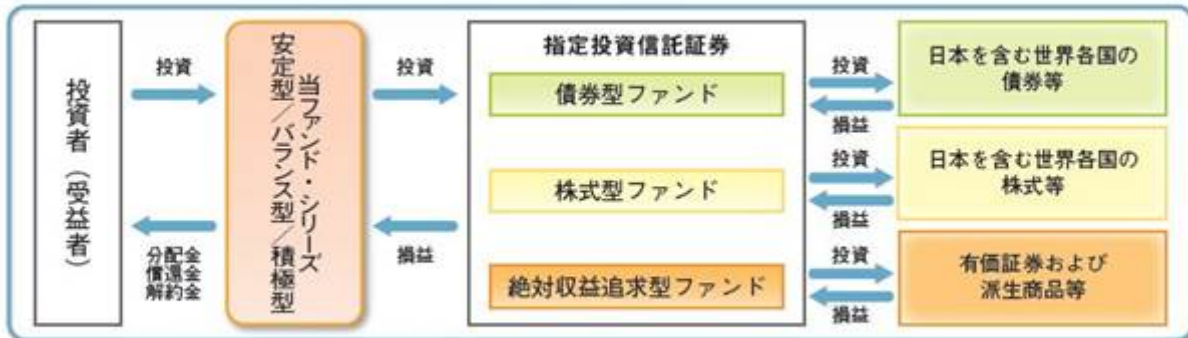 投資者（受益者）
投資
分配金
償還金
解約金
当ファンド・シリーズ
安定型／バランス型／積極型
投資
損益
指定投資信託証券
債券型ファンド
株式型ファンド
絶対収益追求型ファンド
投資
損益
日本を含む世界各国の
債券等
投資
損益
日本を含む世界各国の
株式等
投資
損益
有価証券および
派生商品等